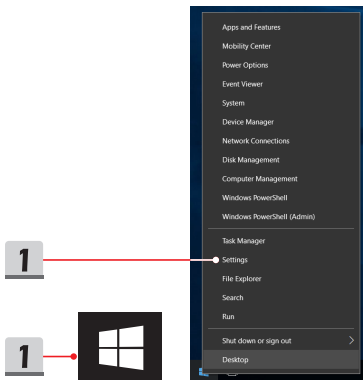 Apps and Features
Mobility Center
Power Options
Event Viewer
System
Device Manager
Network Connections
Disk Management
Computer Management
Windows PowerShell
Windows PowerShell (Admin)
Task Manager
1
Settings
File Explorer
Search
Run
1
Shut down or sign out
Desktop